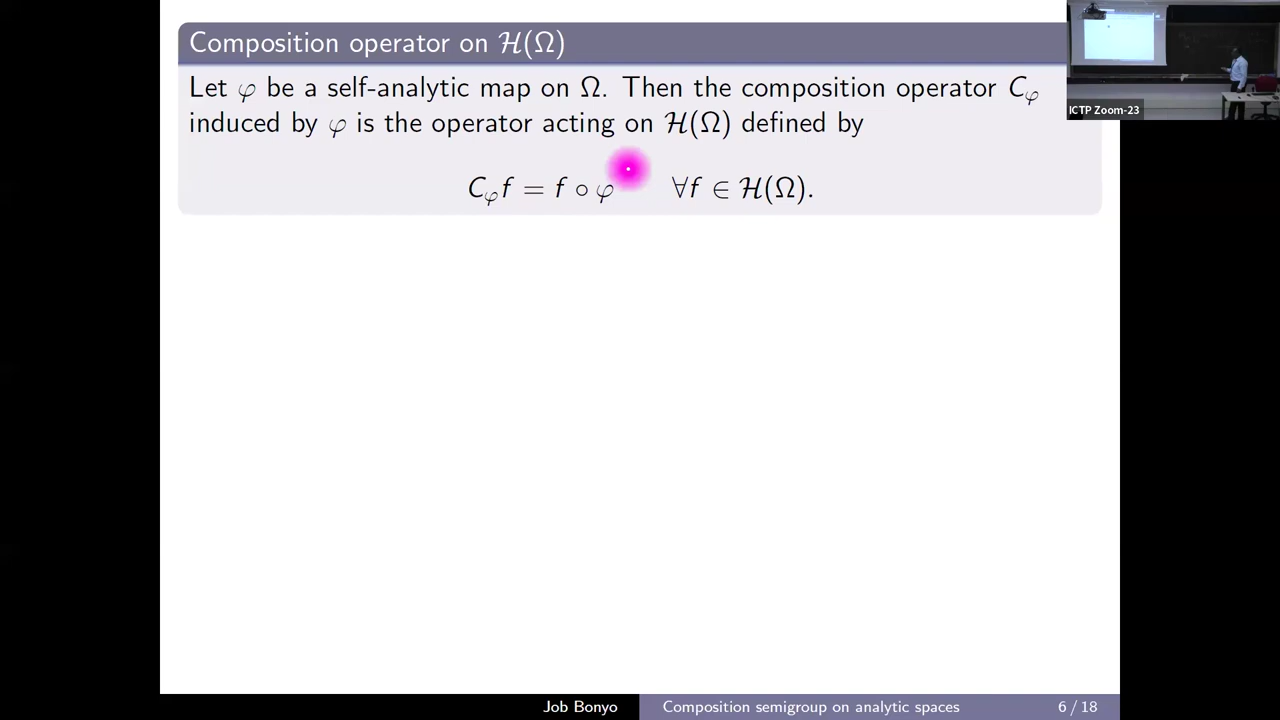 Composition operator on ℋ(Ω)
Let φ be a self-analytic map on Ω. Then the composition operator C_φ
induced by φ is the operator acting on ℋ(Ω) defined by
C_φ f = f ∘ φ ∀f ∈ ℋ(Ω).
ICTP Zoom-23
Job Bonyo Composition semigroup on analytic spaces 6 / 18